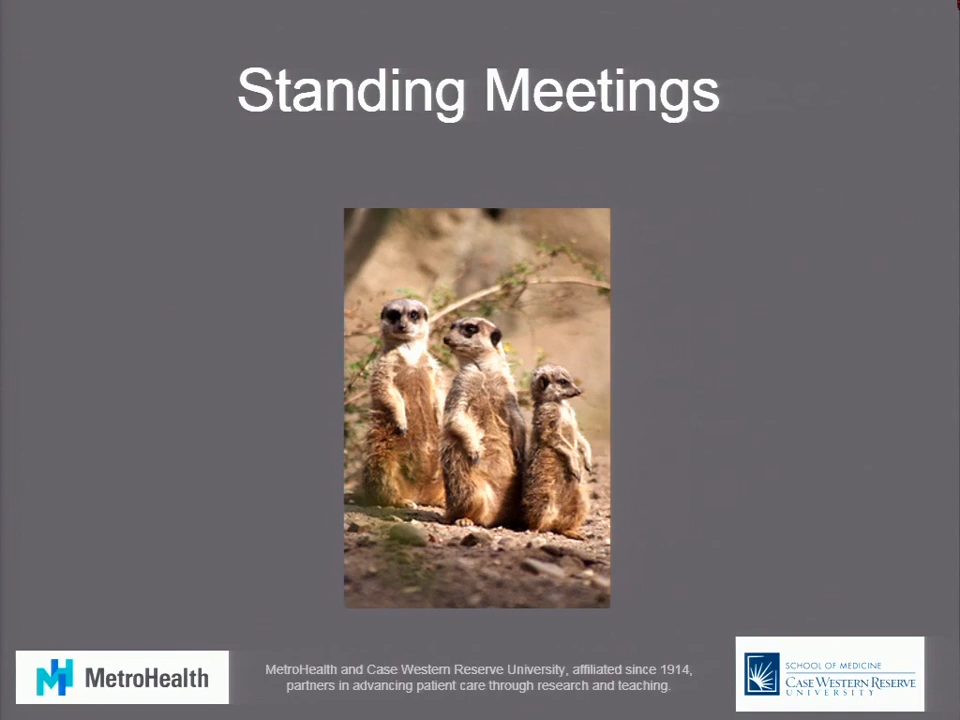 Standing Meetings
MetroHealth
MetroHealth and Case Western Reserve University, affiliated since 1914,
partners in advancing patient care through research and teaching.
SCHOOL OF MEDICINE
CASE WESTERN RESERVE
UNIVERSITY